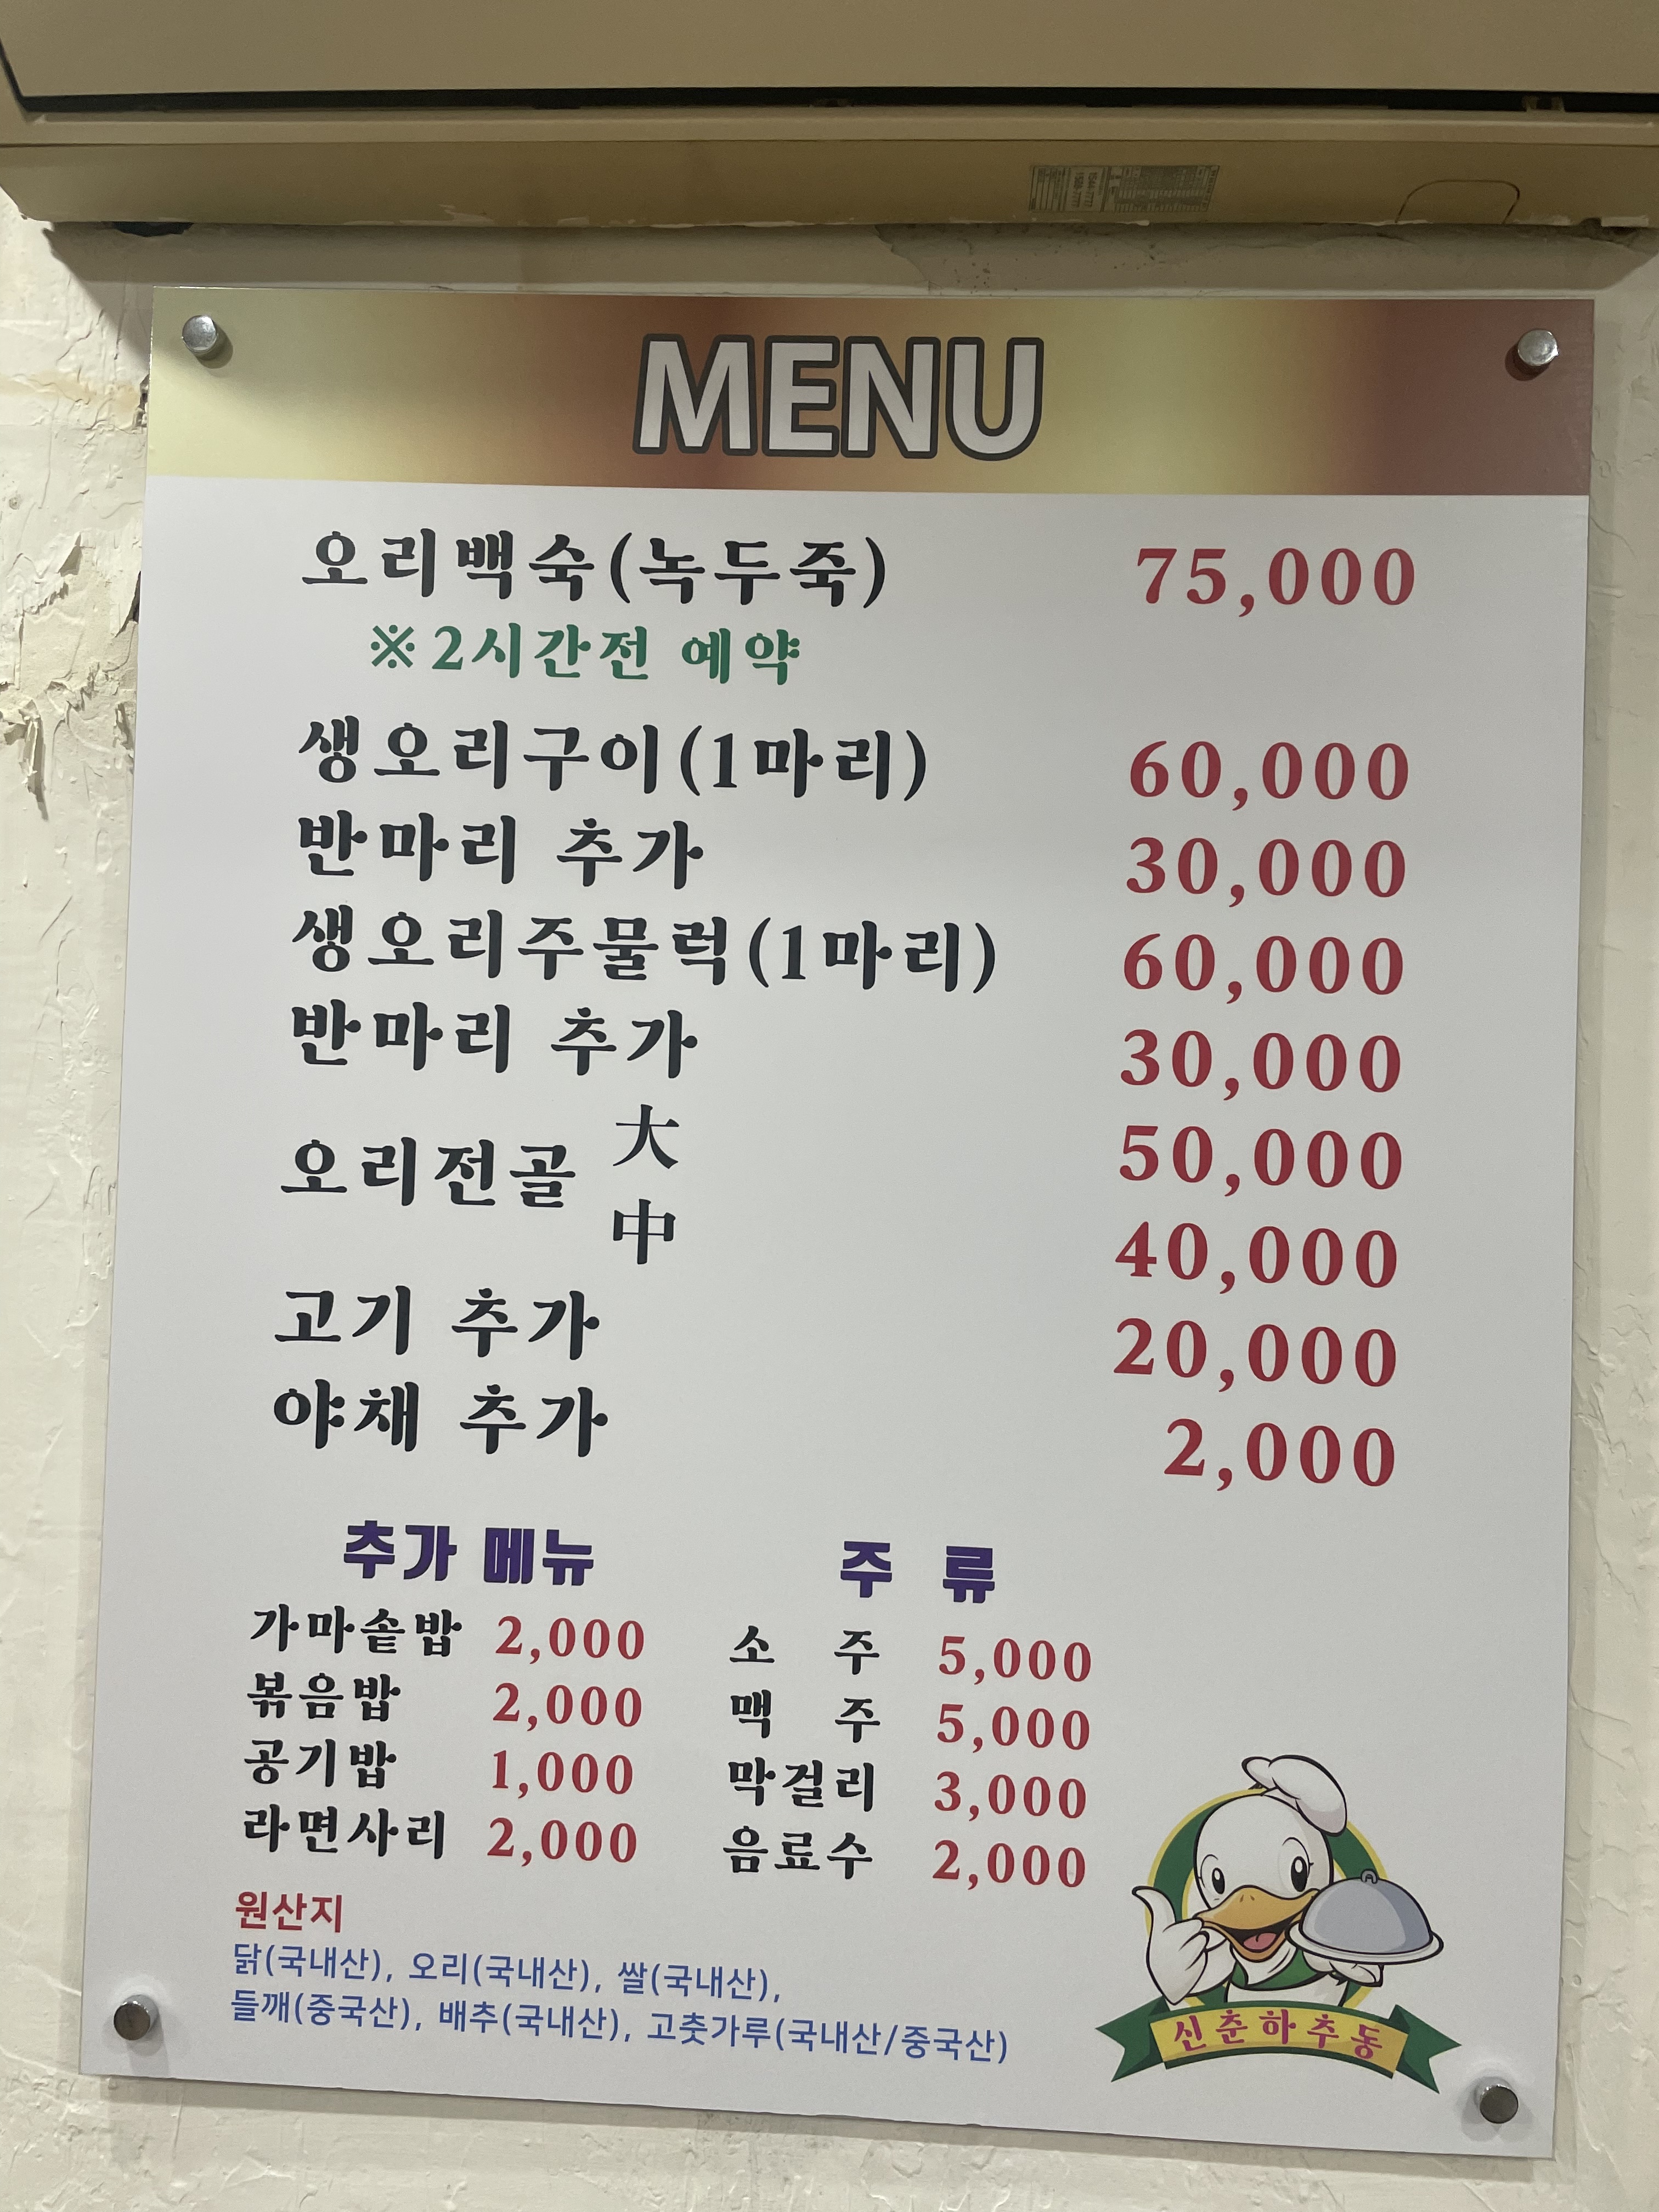 MENU
오리백숙(녹두죽) 75,000
※2시간전 예약
생오리구이(1마리) 60,000
반마리 추가 30,000
생오리주물럭(1마리) 60,000
반마리 추가 30,000
오리전골 大 50,000
中 40,000
고기 추가 20,000
야채 추가 2,000
추가 메뉴
가마솥밥 2,000
볶음밥 2,000
공기밥 1,000
라면사리 2,000
주 류
소 주 5,000
맥 주 5,000
막걸리 3,000
음료수 2,000
원산지
닭(국내산), 오리(국내산), 쌀(국내산),
들깨(중국산), 배추(국내산), 고춧가루(국내산/중국산)
신춘하추동